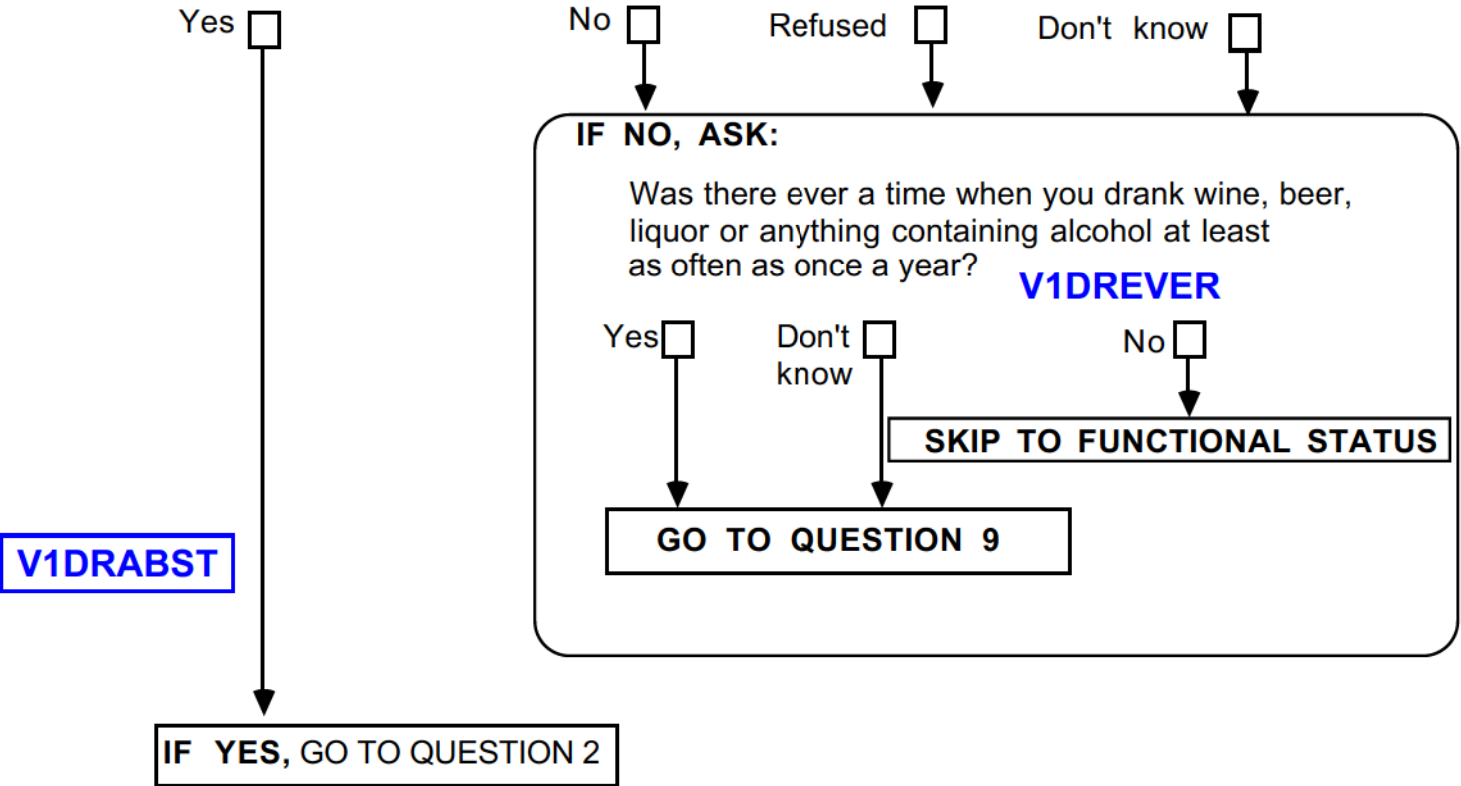 Yes
No
Refused
Don't know
IF NO, ASK:
Was there ever a time when you drank wine, beer,
liquor or anything containing alcohol at least
as often as once a year?
V1DREVER
Yes
Don't
know
No
SKIP TO FUNCTIONAL STATUS
GO TO QUESTION 9
V1DRABST
IF YES, GO TO QUESTION 2